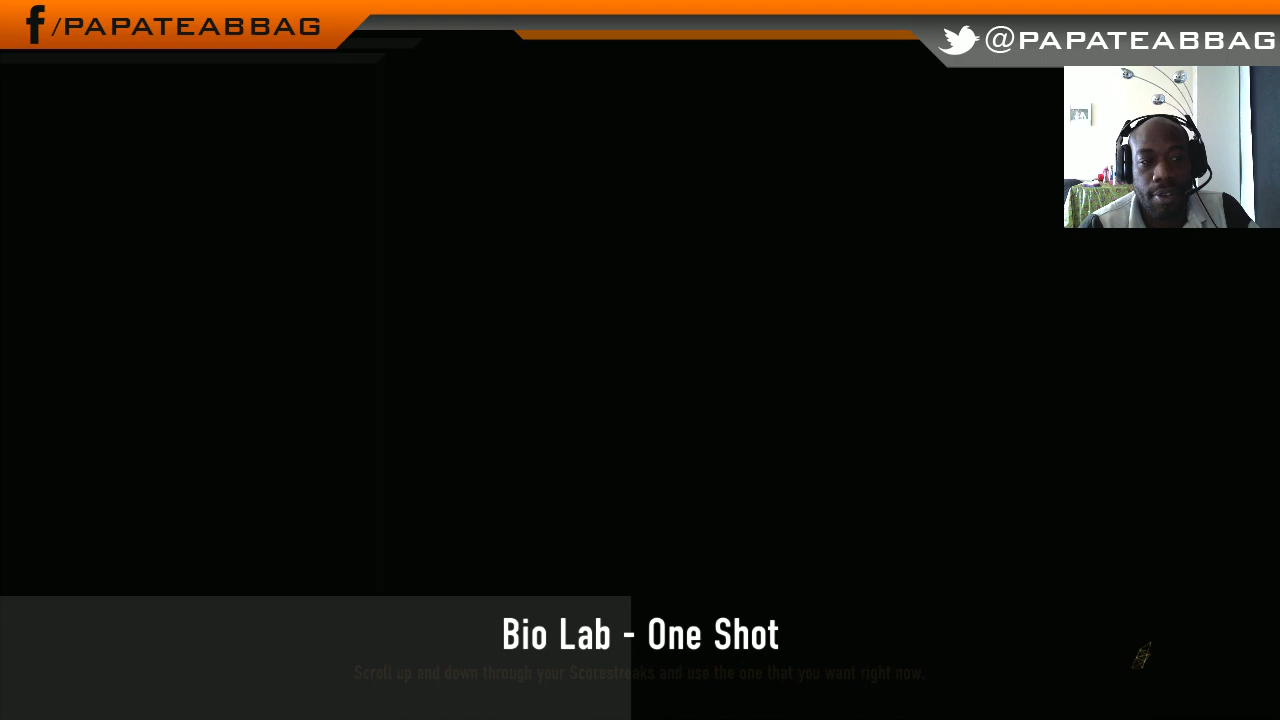 /PAPATEABBAG
@PAPATEABBAG
Bio Lab - One Shot
Scroll up and down through your Scorestreaks and use the one that you want right now.